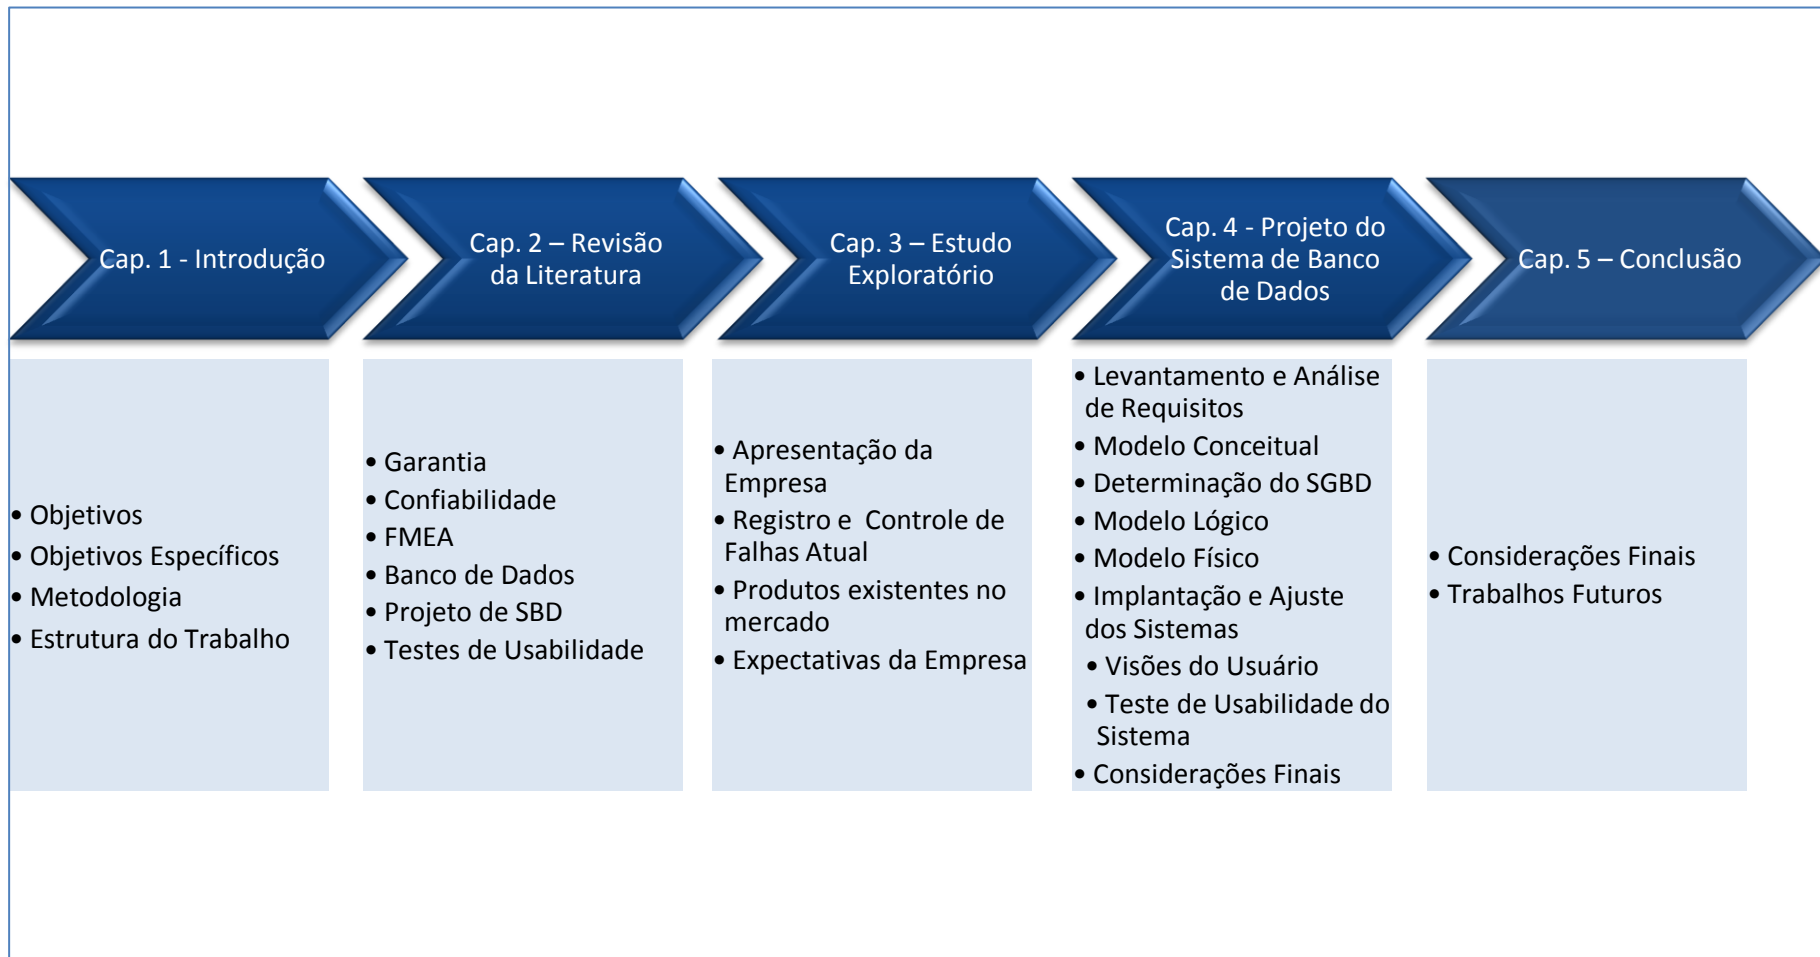 Cap. 1 - Introdução
• Objetivos
• Objetivos Específicos
• Metodologia
• Estrutura do Trabalho
Cap. 2 – Revisão
da Literatura
• Garantia
• Confiabilidade
• FMEA
• Banco de Dados
• Projeto de SBD
• Testes de Usabilidade
Cap. 3 – Estudo
Exploratório
• Apresentação da
Empresa
• Registro e Controle de
Falhas Atual
• Produtos existentes no
mercado
• Expectativas da Empresa
Cap. 4 - Projeto do
Sistema de Banco
de Dados
• Levantamento e Análise
de Requisitos
• Modelo Conceitual
• Determinação do SGBD
• Modelo Lógico
• Modelo Físico
• Implantação e Ajuste
dos Sistemas
• Visões do Usuário
• Teste de Usabilidade do
Sistema
• Considerações Finais
Cap. 5 – Conclusão
• Considerações Finais
• Trabalhos Futuros